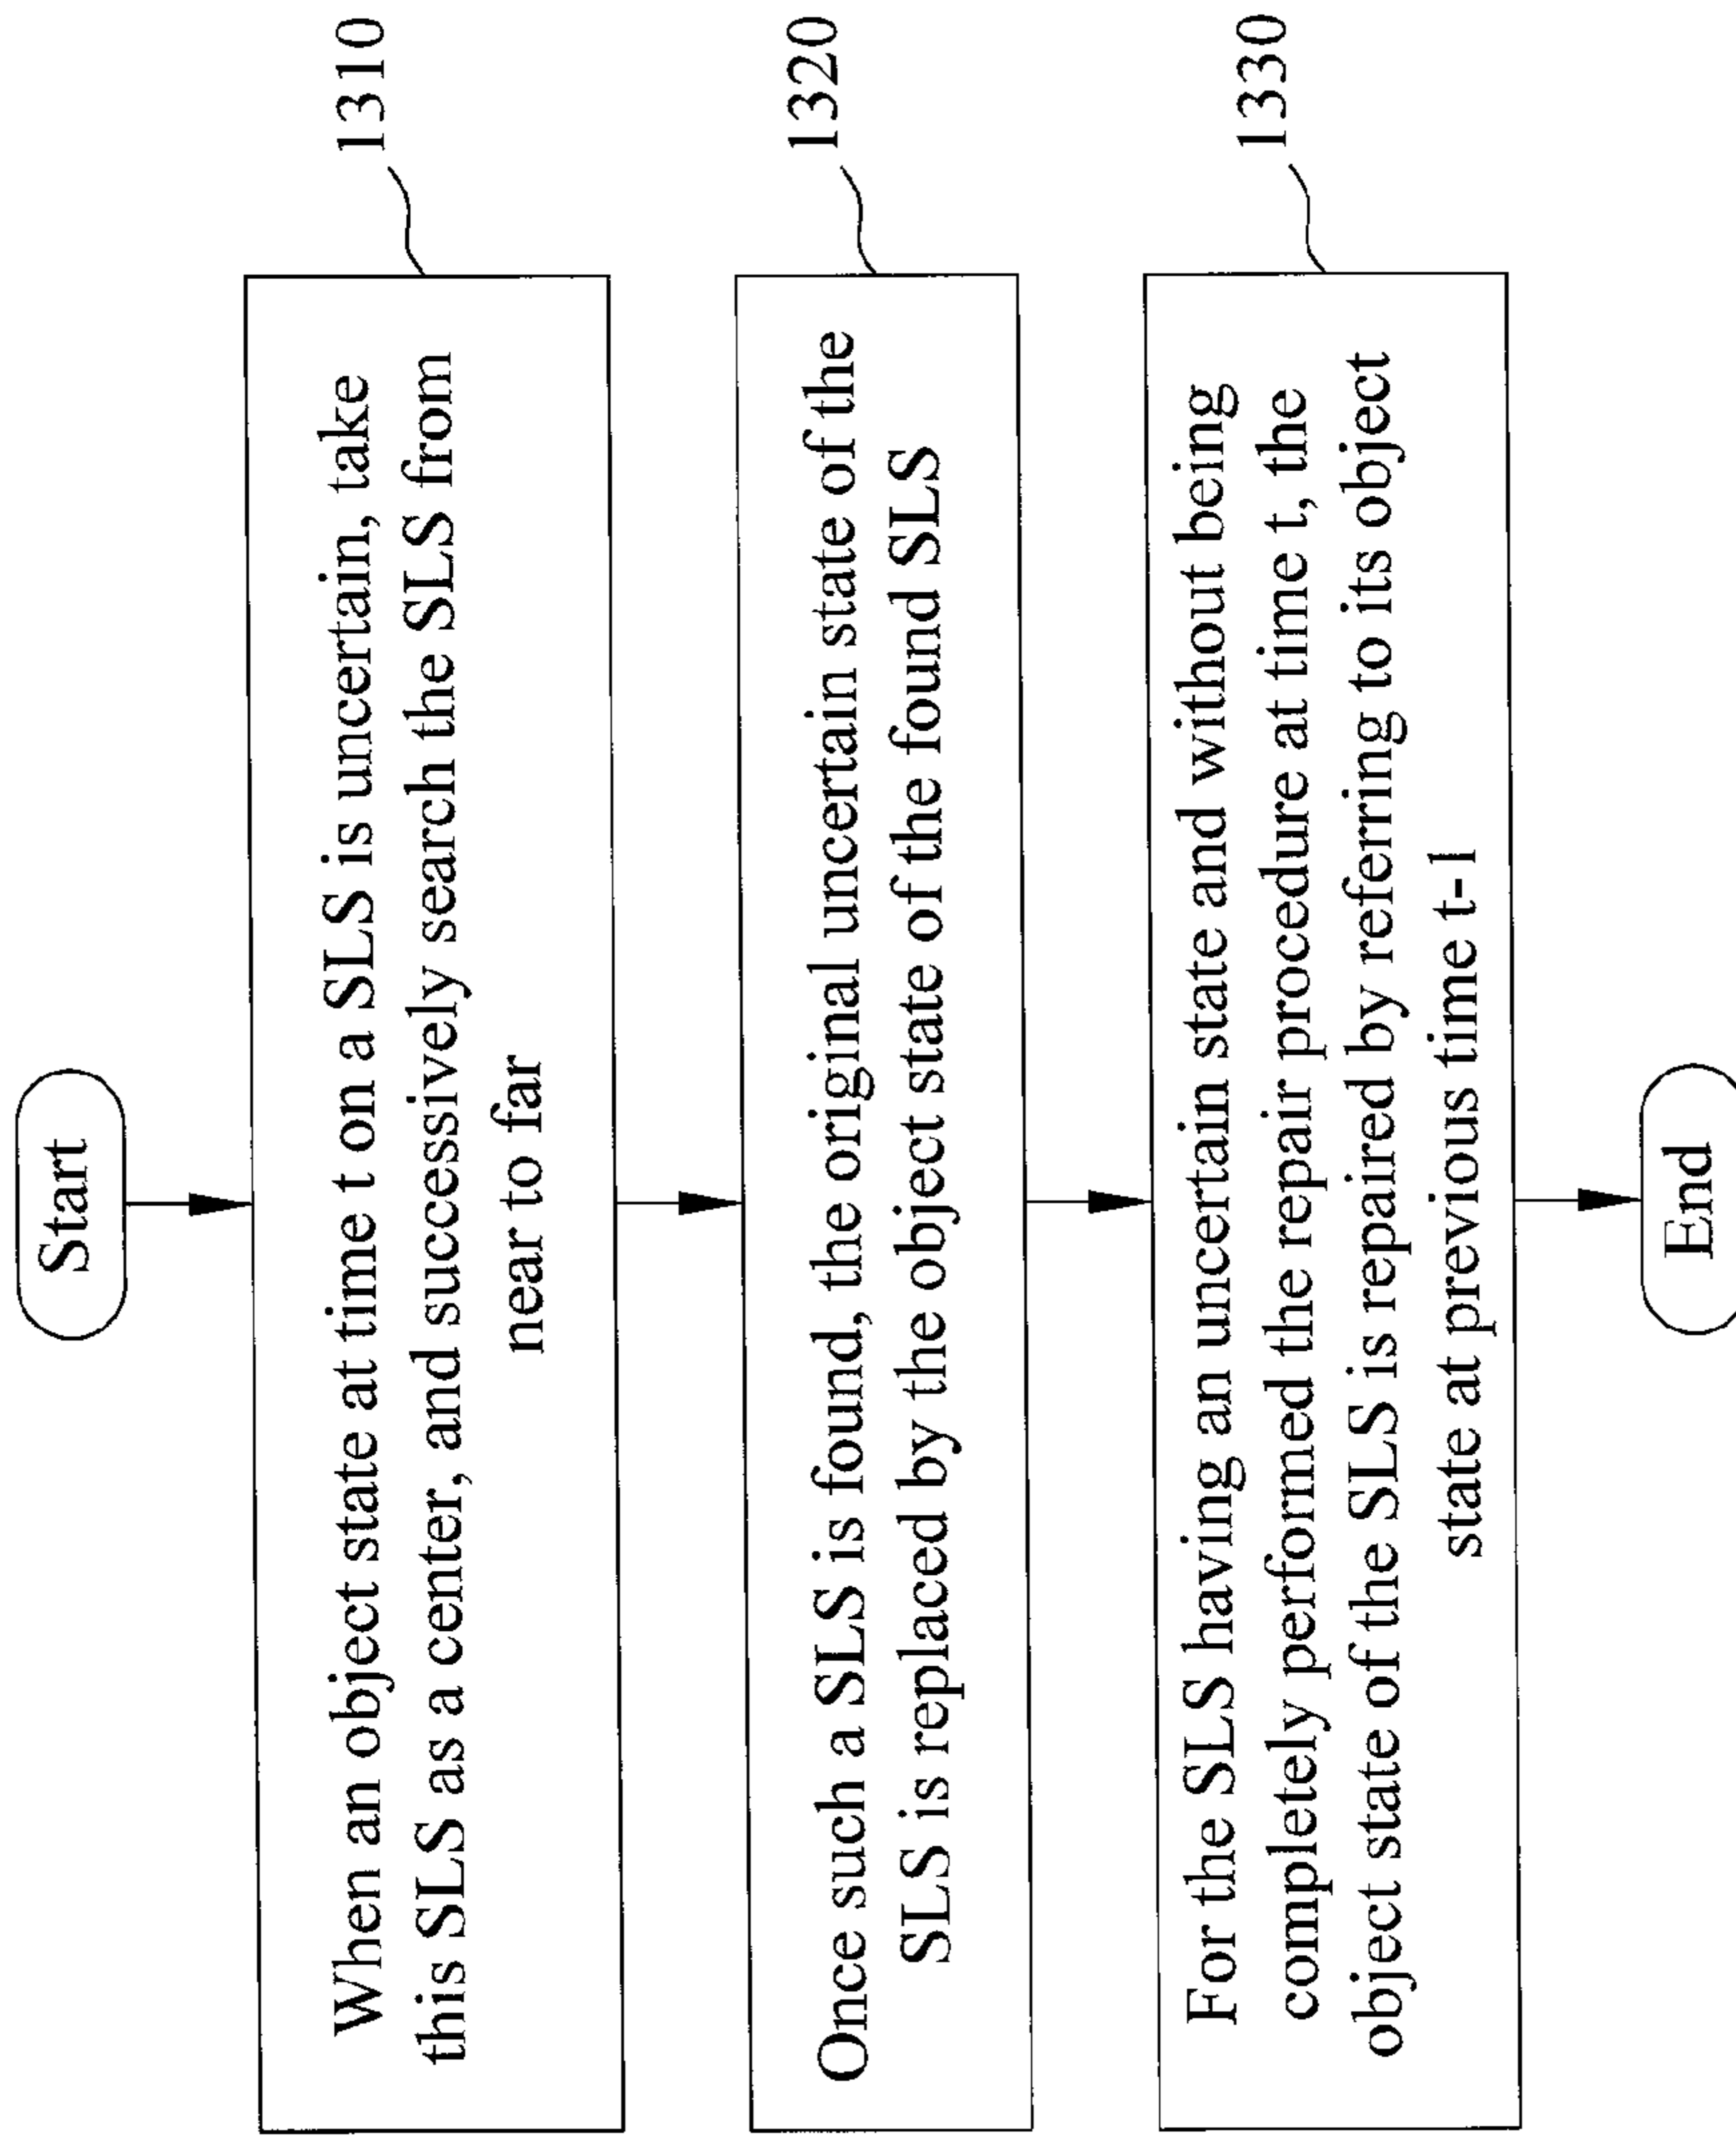 Start
When an object state at time t on a SLS is uncertain, take
this SLS as a center, and successively search the SLS from
near to far
1310
Once such a SLS is found, the original uncertain state of the
SLS is replaced by the object state of the found SLS
1320
For the SLS having an uncertain state and without being
completely performed the repair procedure at time t, the
object state of the SLS is repaired by referring to its object
state at previous time t-1
1330
End